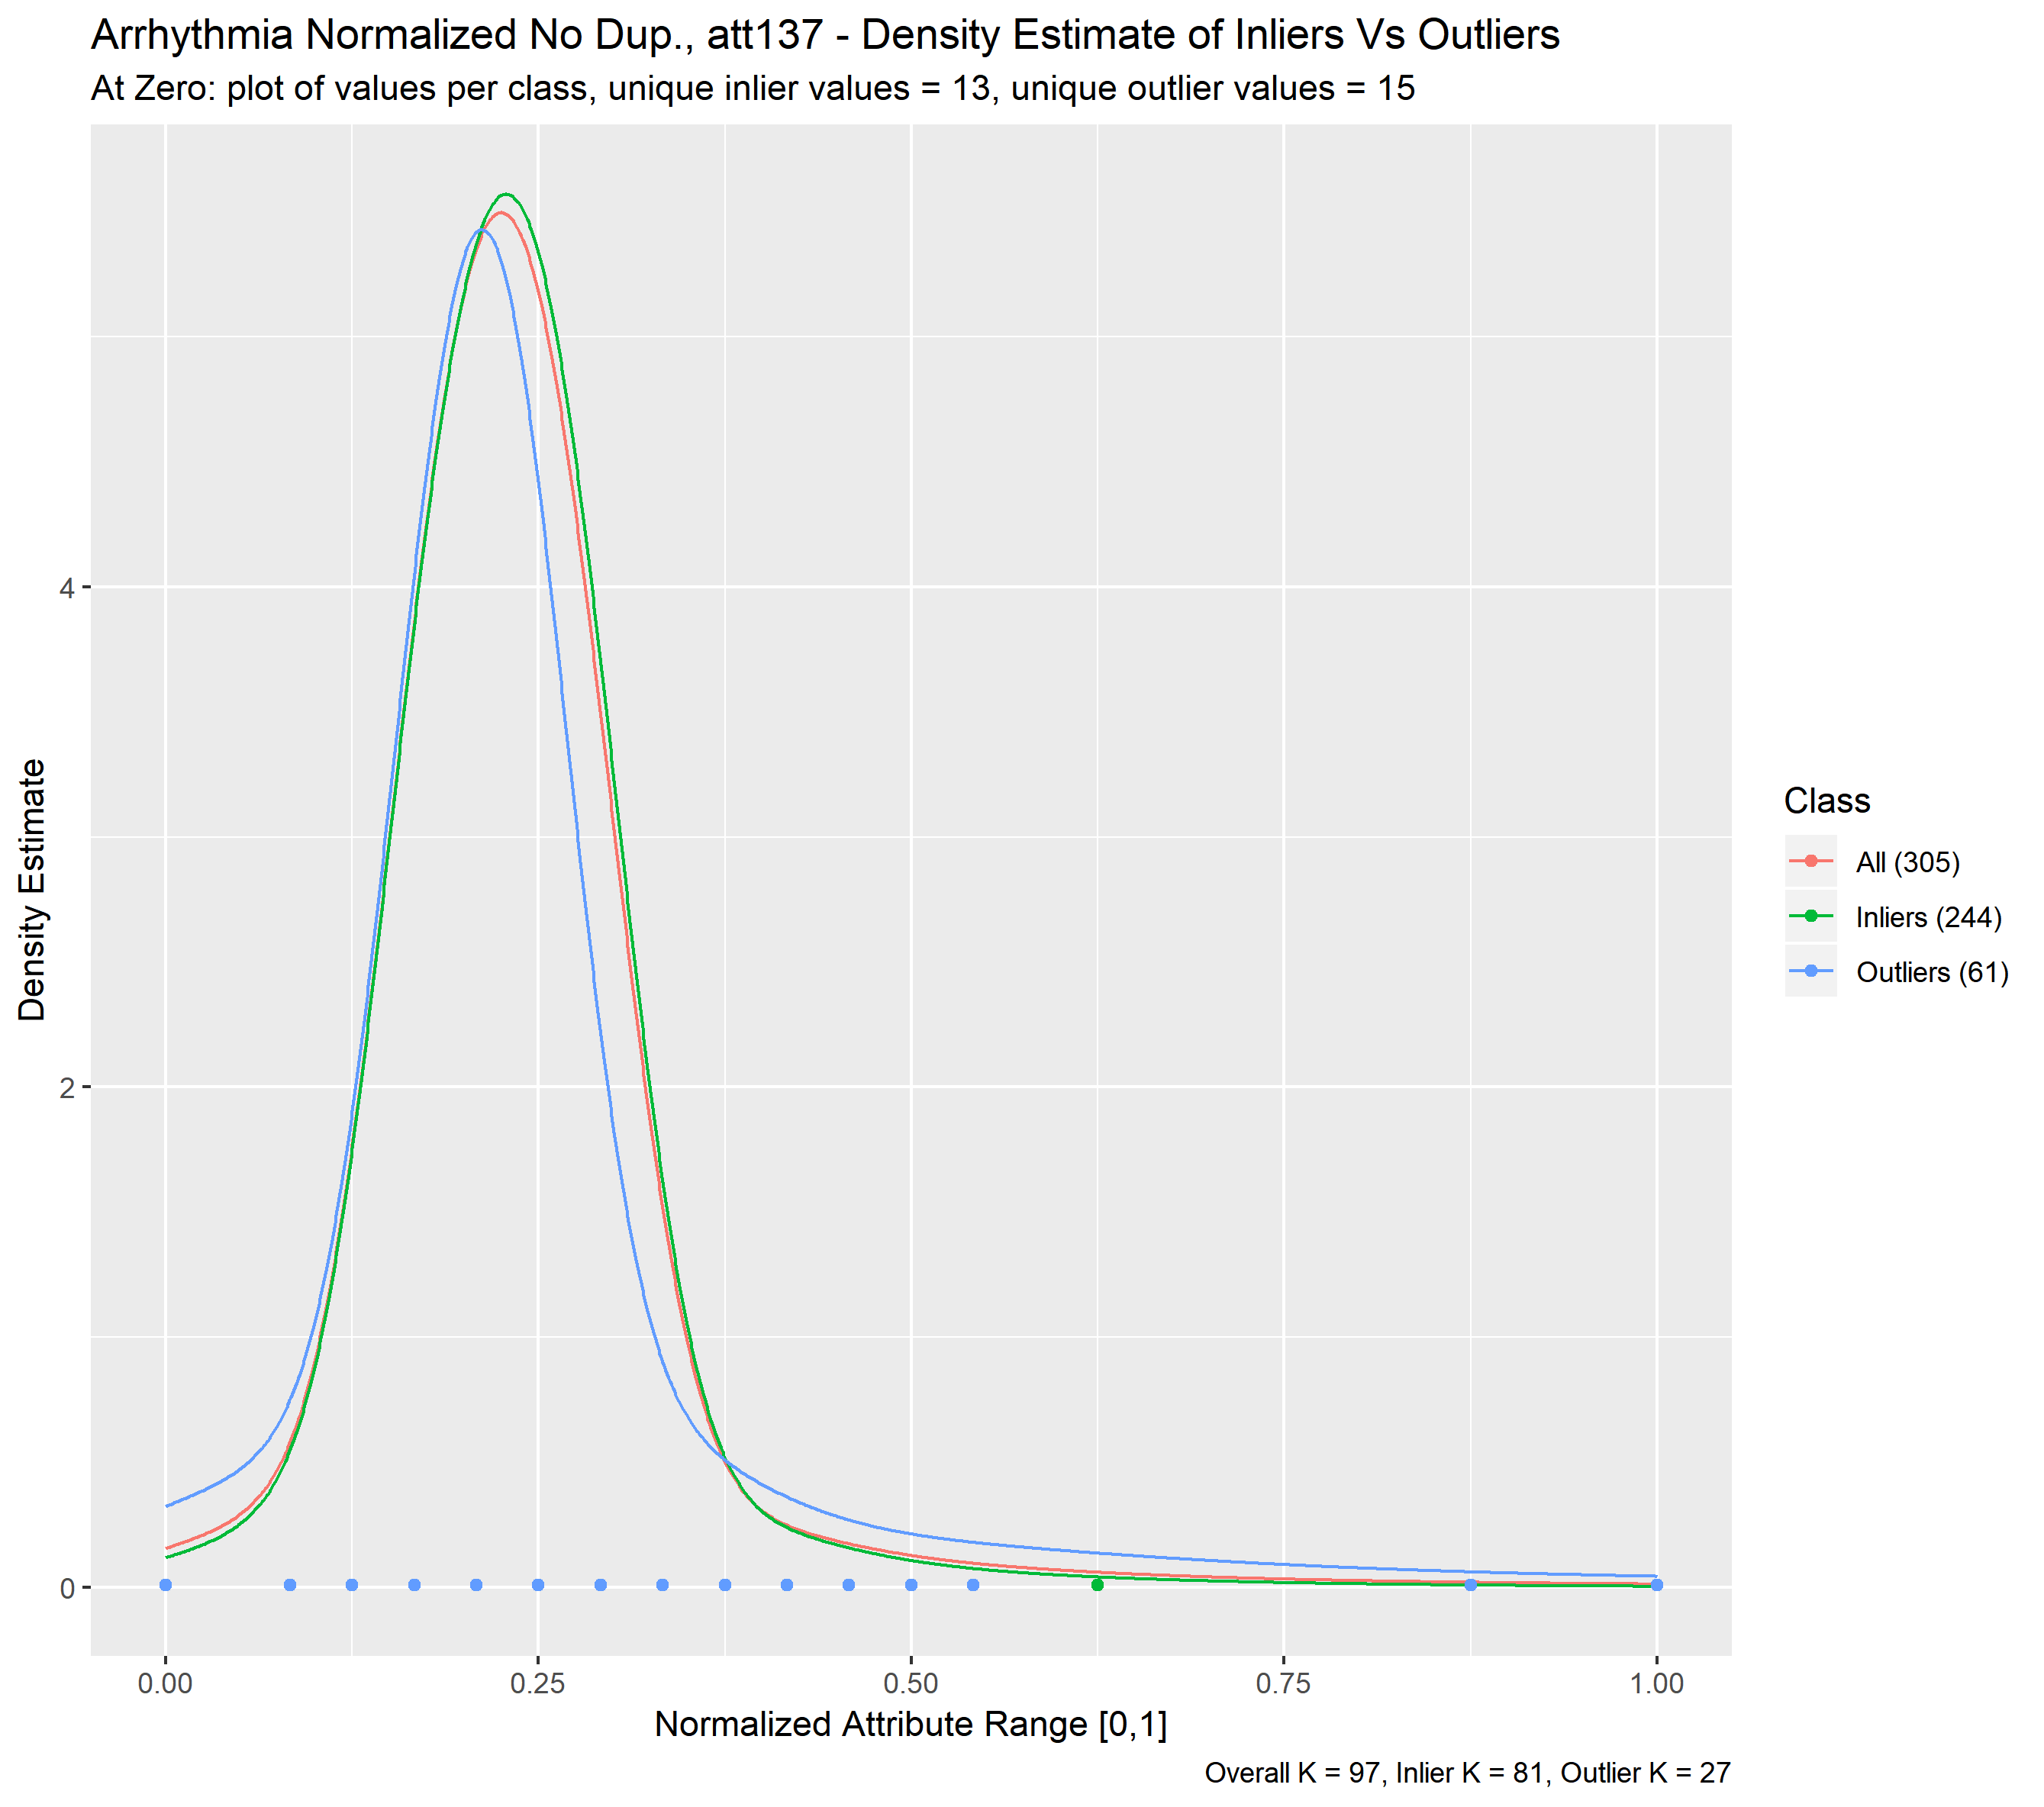 Arrhythmia Normalized No Dup., att137 - Density Estimate of Inliers Vs Outliers
At Zero: plot of values per class, unique inlier values = 13, unique outlier values = 15
Density Estimate
4
2
0
0.00 0.25 0.50 0.75 1.00
Normalized Attribute Range [0,1]
Overall K = 97, Inlier K = 81, Outlier K = 27
Class
All (305)
Inliers (244)
Outliers (61)